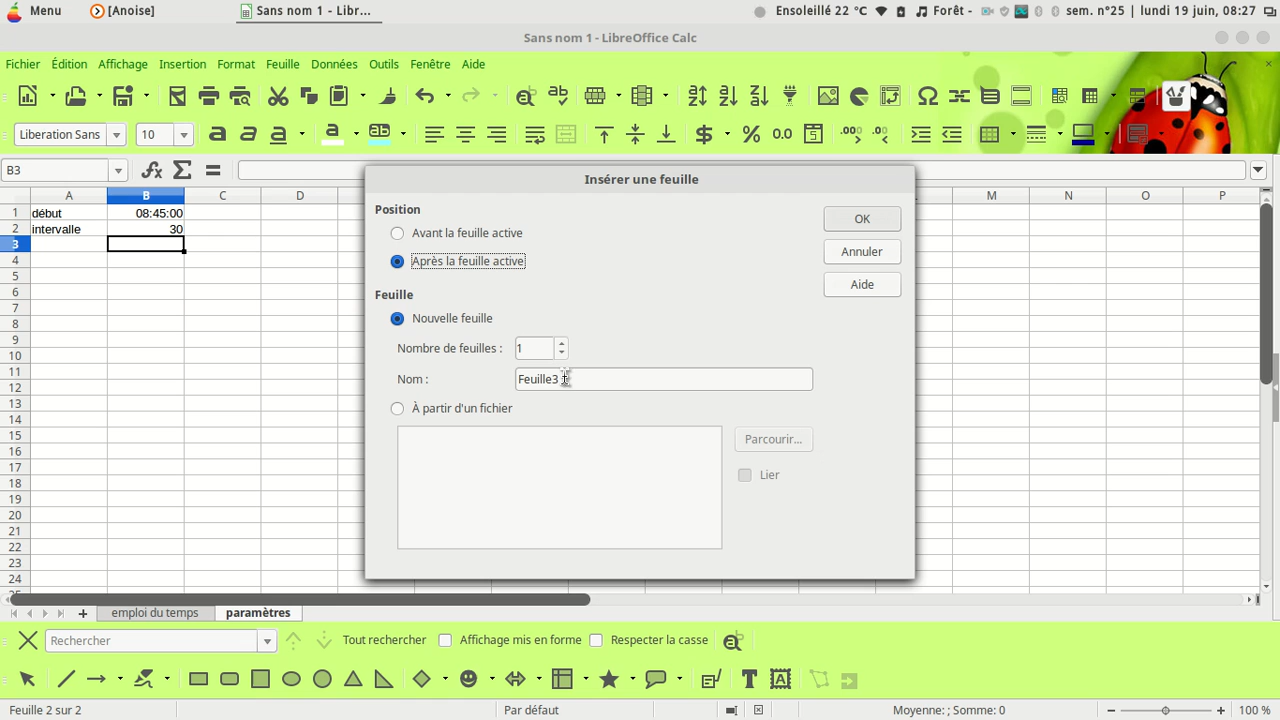 Menu [Anoise] Sans nom 1 - Libr... Ensoleillé 22 °C Forêt - sem. n°25 | lundi 19 juin, 08:27
Sans nom 1 - LibreOffice Calc
Fichier Édition Affichage Insertion Format Feuille Données Outils Fenêtre Aide
Liberation Sans 10
B3
Insérer une feuille
A B C D M N O P
1 début 08:45:00
2 intervalle 30
3
4
5
6
7
8
9
10
11
12
13
14
15
16
17
18
19
20
21
22
23
24
Position
Avant la feuille active
Après la feuille active
OK
Annuler
Aide
Feuille
Nouvelle feuille
Nombre de feuilles : 1
Nom : Feuille3
À partir d'un fichier
Parcourir...
Lier
emploi du temps paramètres
Rechercher Tout rechercher Affichage mis en forme Respecter la casse
Feuille 2 sur 2 Par défaut Moyenne: ; Somme: 0 100 %